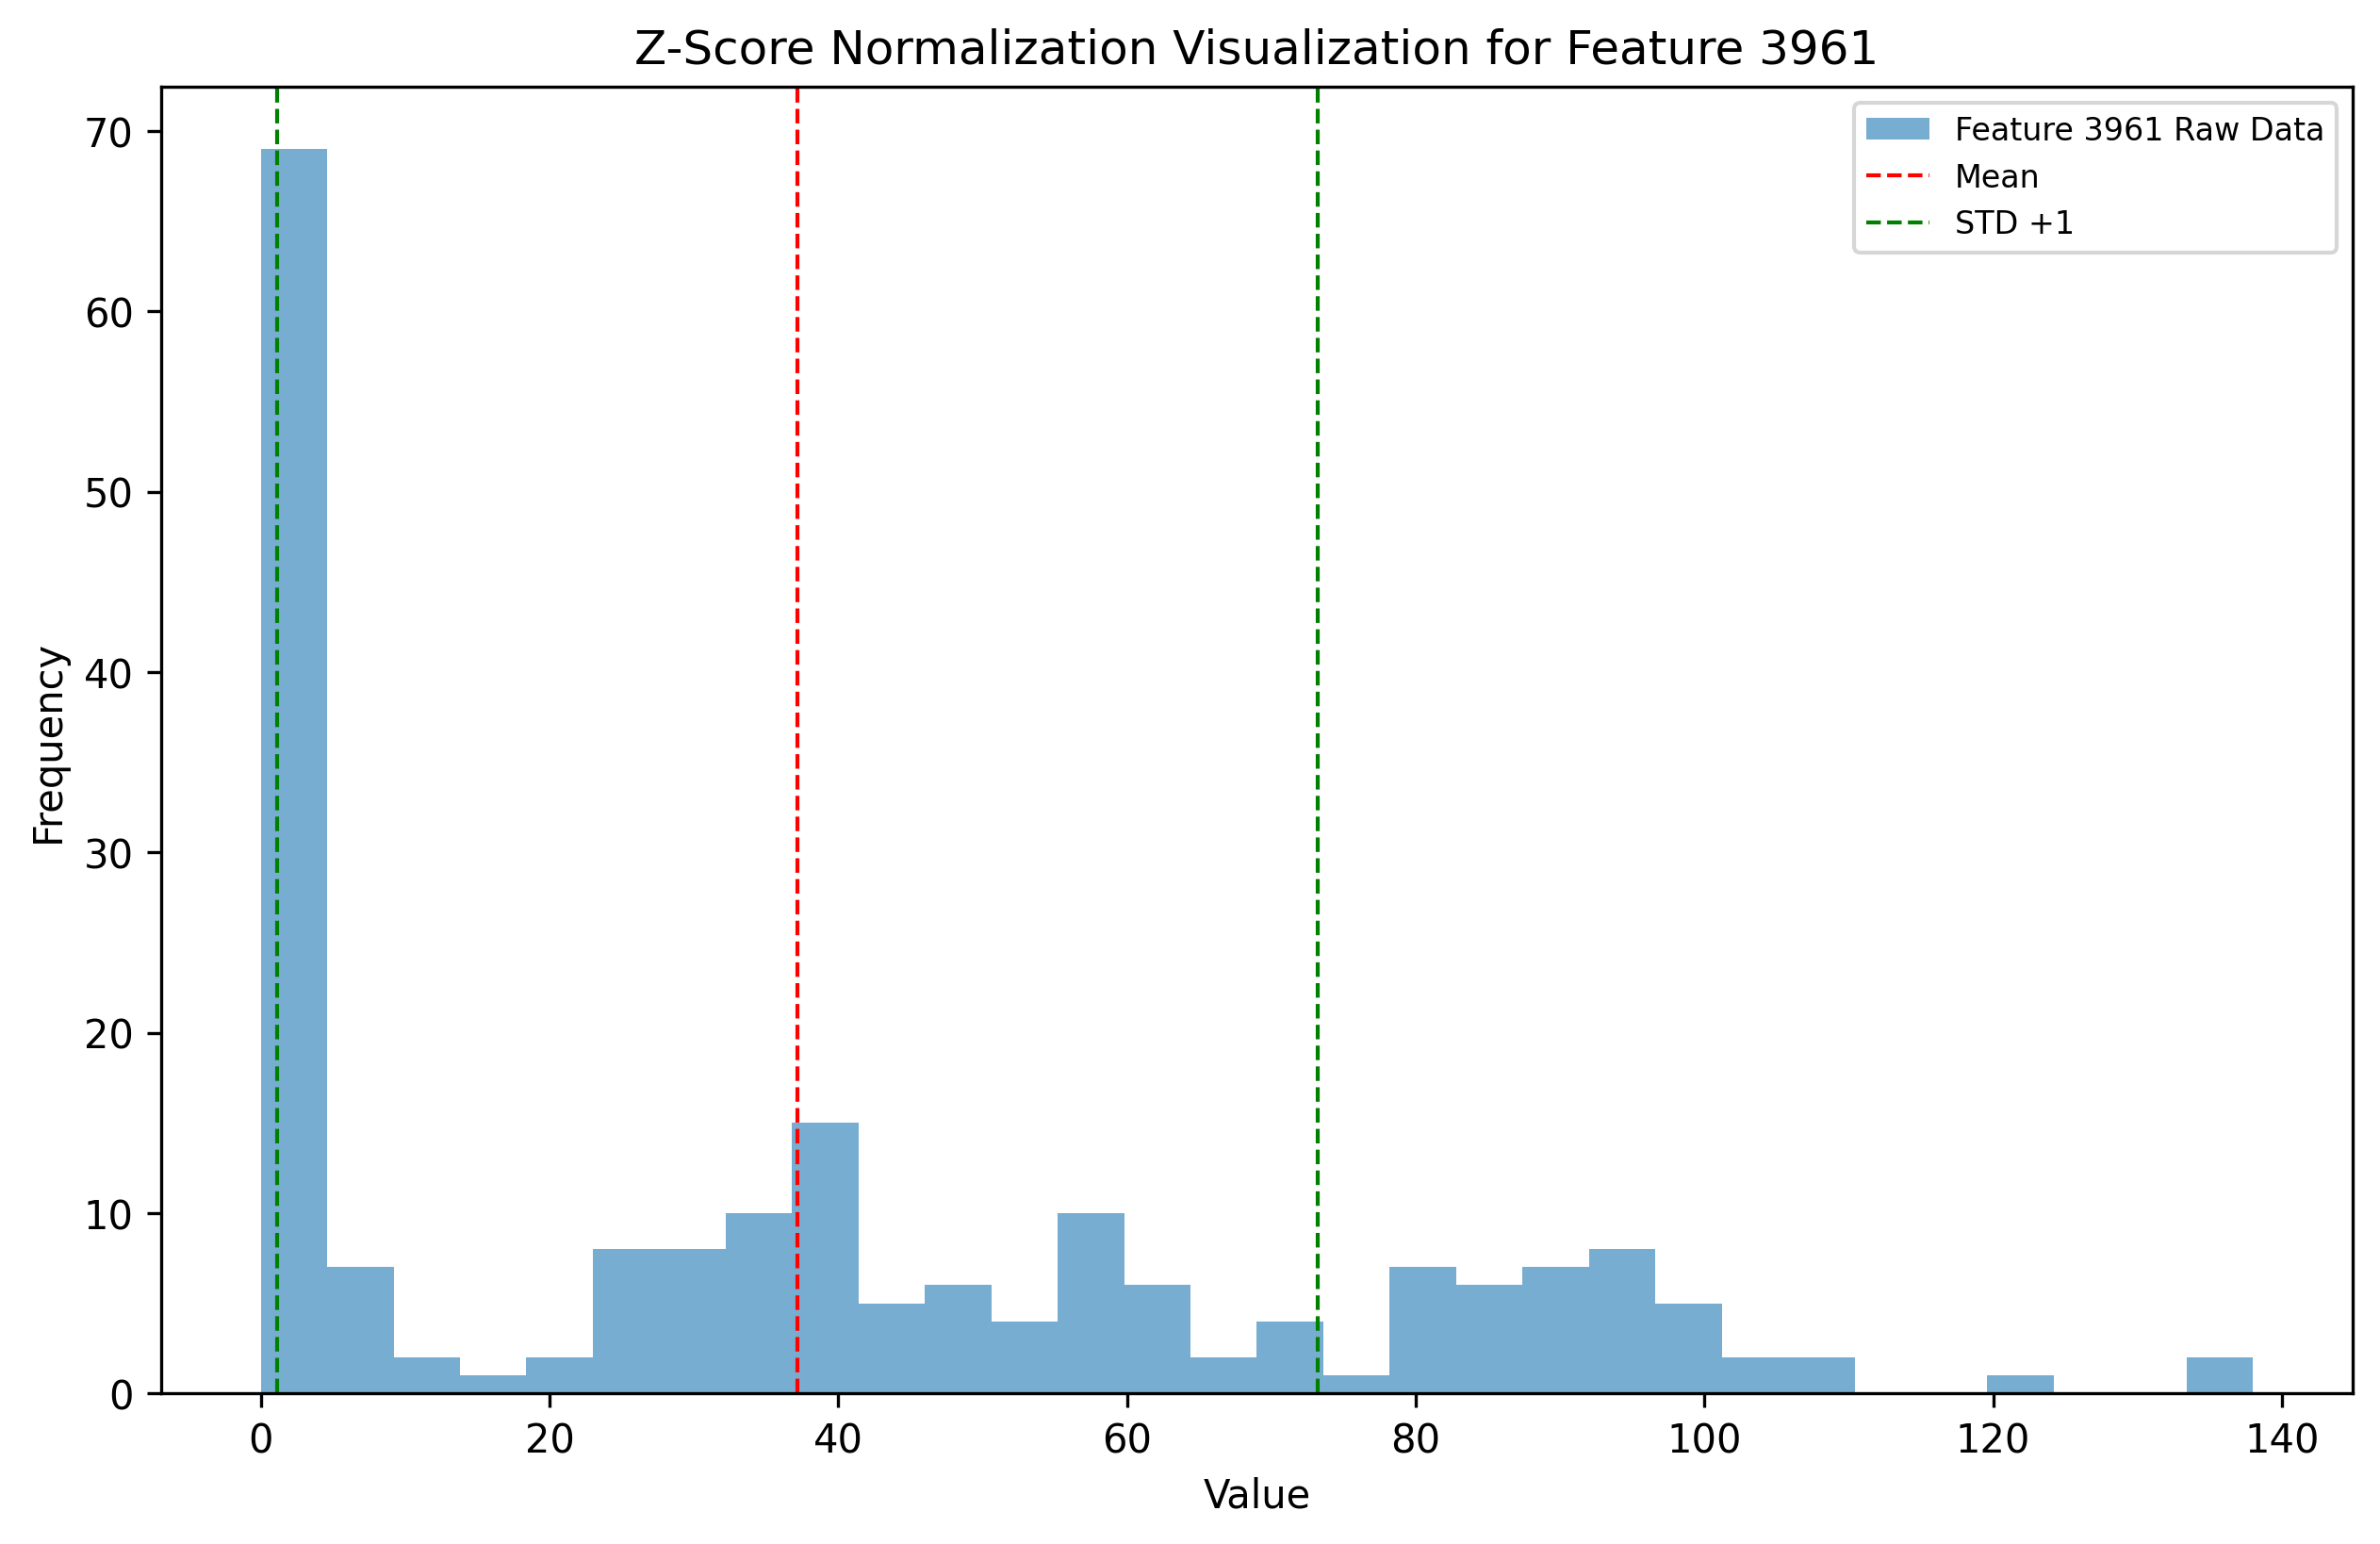 Z-Score Normalization Visualization for Feature 3961
Feature 3961 Raw Data
Mean
STD +1
Frequency
70
60
50
40
30
20
10
0
0 20 40 60 80 100 120 140
Value